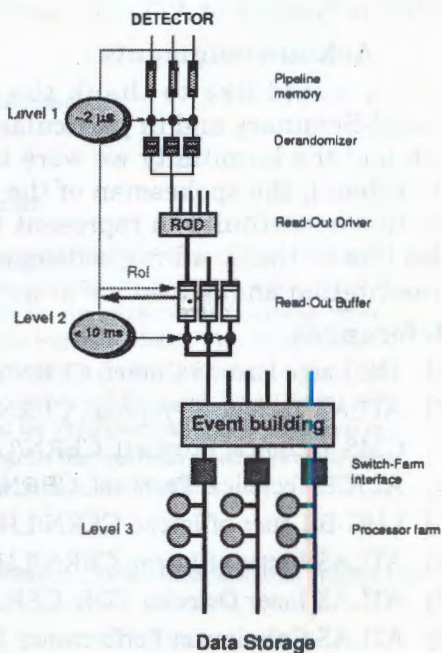 DETECTOR
Pipeline
memory
Level 1
~2 µs
Derandomizer
ROD
Read-Out Driver
RoI
Read-Out Buffer
Level 2
< 10 ms
Event building
Switch-Farm
interface
Level 3
Processor farm
Data Storage